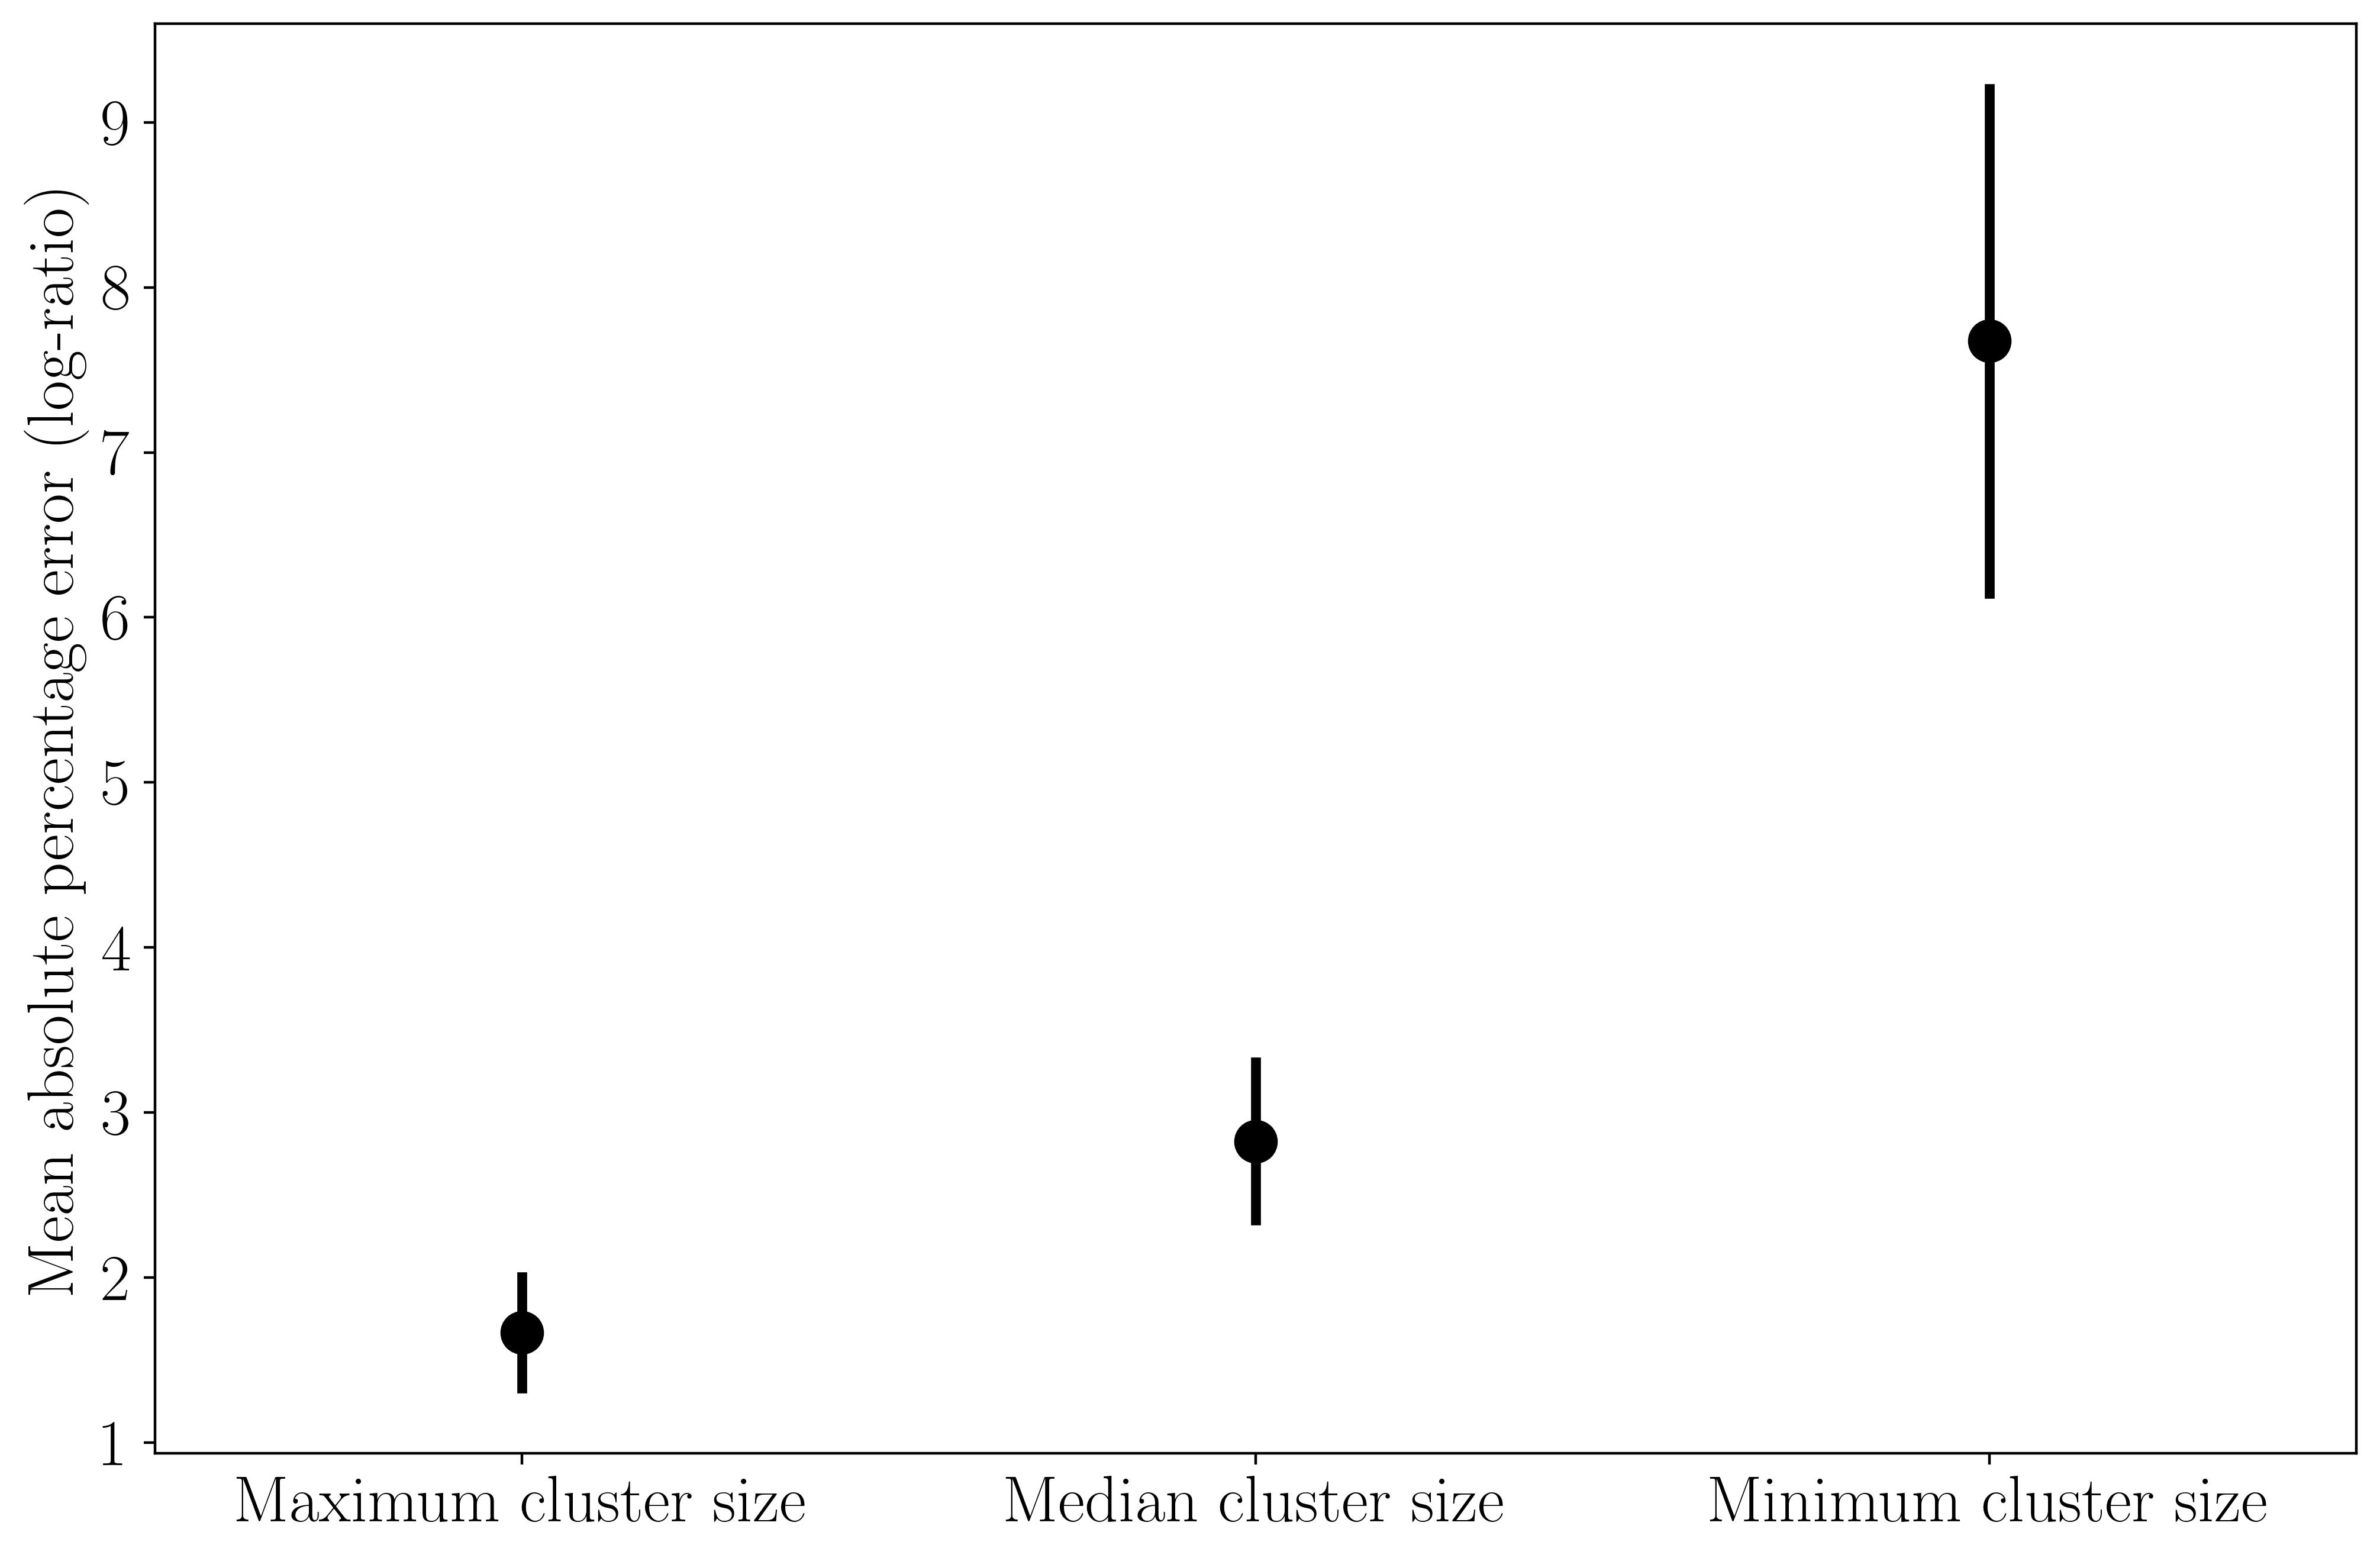 Mean absolute percentage error (log-ratio)
9
8
7
6
5
4
3
2
1
Maximum cluster size
Median cluster size
Minimum cluster size